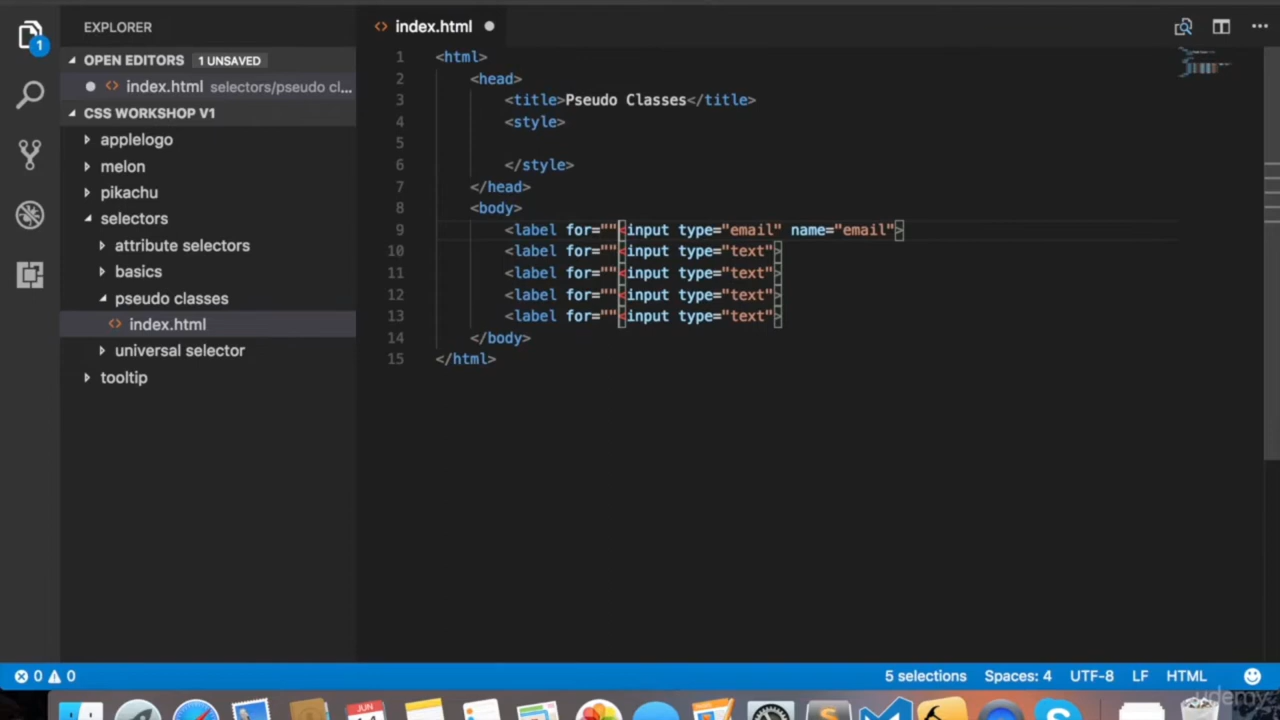 EXPLORER
index.html
1
OPEN EDITORS 1 UNSAVED
index.html selectors/pseudo cl...
CSS WORKSHOP V1
applelogo
melon
pikachu
selectors
attribute selectors
basics
pseudo classes
index.html
universal selector
tooltip
1 <html>
2 <head>
3 <title>Pseudo Classes</title>
4 <style>
5
6 </style>
7 </head>
8 <body>
9 <label for=""<input type="email" name="email">
10 <label for=""<input type="text">
11 <label for=""<input type="text">
12 <label for=""<input type="text">
13 <label for=""<input type="text">
14 </body>
15 </html>
0 0
5 selections Spaces: 4 UTF-8 LF HTML
udemy
JUN